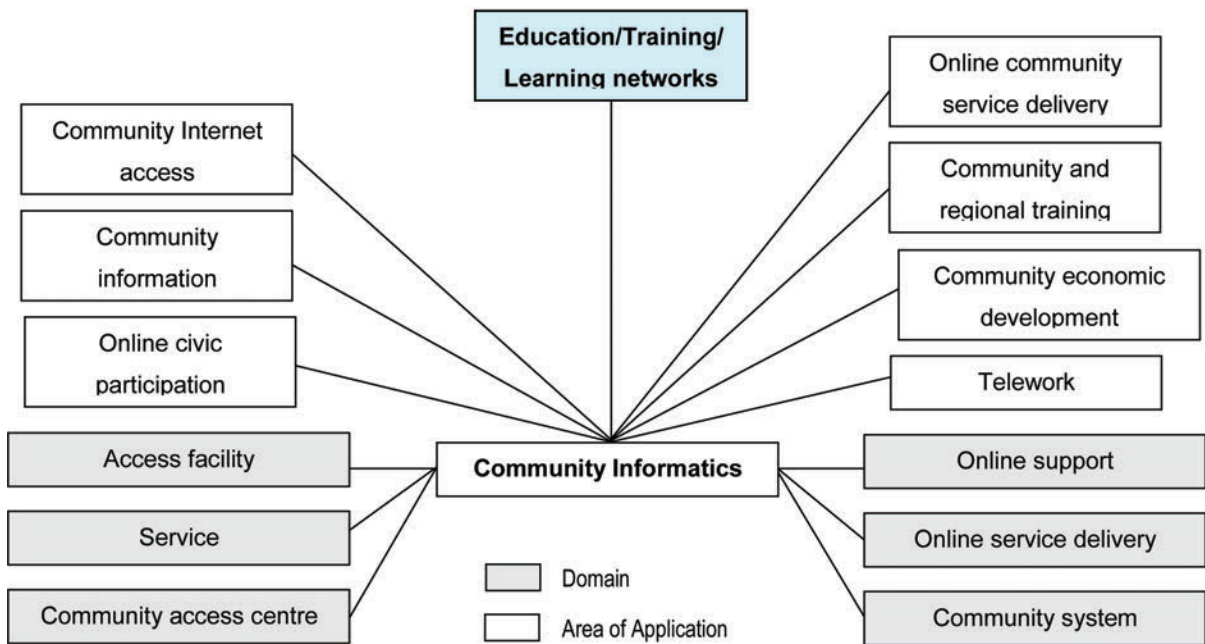 Education/Training/
Learning networks
Community Internet
access
Community
information
Online civic
participation
Online community
service delivery
Community and
regional training
Community economic
development
Telework
Access facility
Service
Community access centre
Community Informatics
Online support
Online service delivery
Community system
Domain
Area of Application